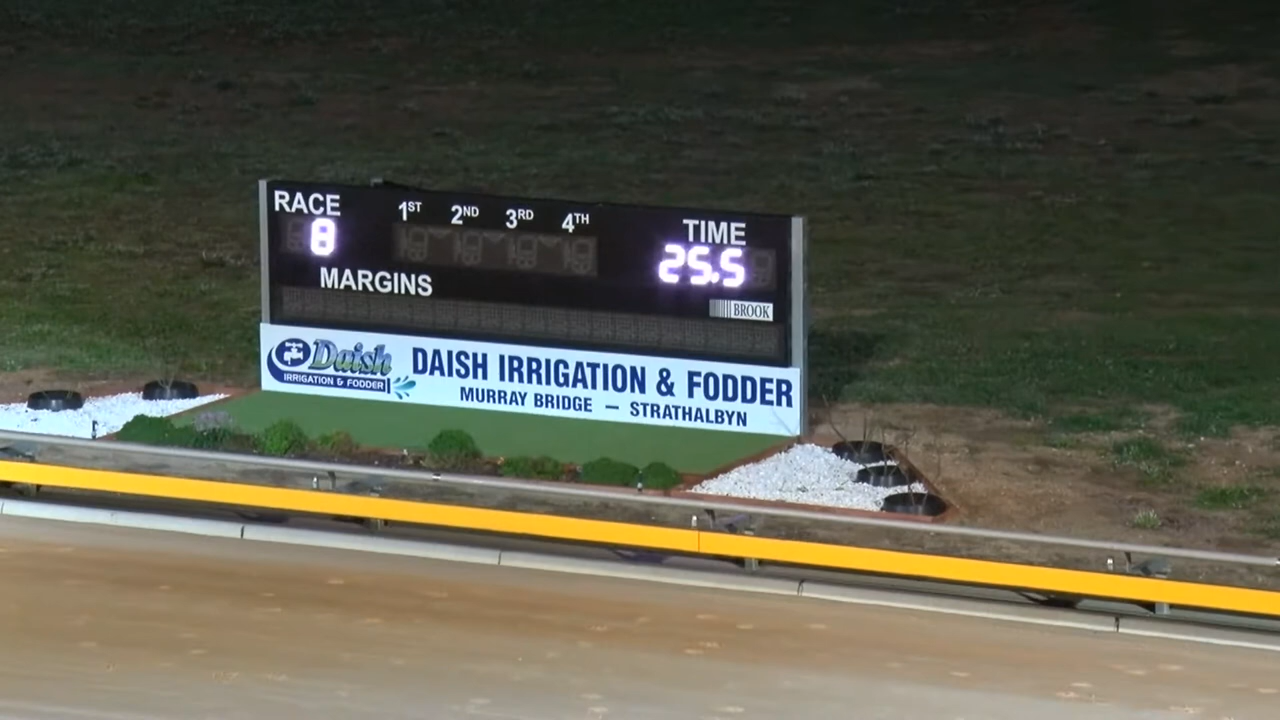 RACE 1ST 2ND 3RD 4TH TIME
8 25.5
MARGINS
BROOK
Daish
IRRIGATION & FODDER
DAISH IRRIGATION & FODDER
MURRAY BRIDGE – STRATHALBYN